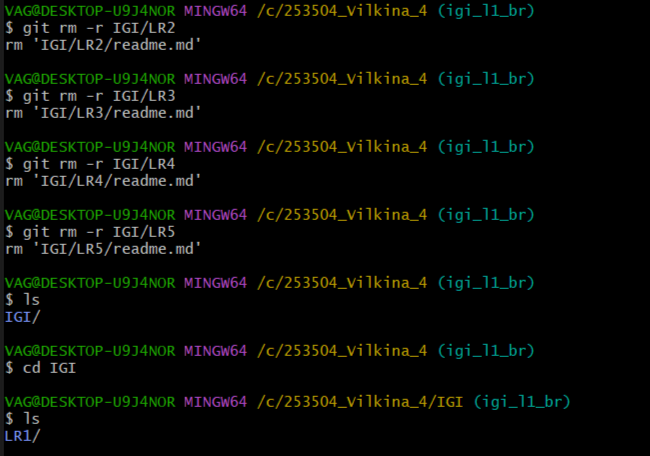 VAG@DESKTOP-U9J4NOR MINGW64 /c/253504_Vilkina_4 (igi_l1_br)
$ git rm -r IGI/LR2
rm 'IGI/LR2/readme.md'
VAG@DESKTOP-U9J4NOR MINGW64 /c/253504_Vilkina_4 (igi_l1_br)
$ git rm -r IGI/LR3
rm 'IGI/LR3/readme.md'
VAG@DESKTOP-U9J4NOR MINGW64 /c/253504_Vilkina_4 (igi_l1_br)
$ git rm -r IGI/LR4
rm 'IGI/LR4/readme.md'
VAG@DESKTOP-U9J4NOR MINGW64 /c/253504_Vilkina_4 (igi_l1_br)
$ git rm -r IGI/LR5
rm 'IGI/LR5/readme.md'
VAG@DESKTOP-U9J4NOR MINGW64 /c/253504_Vilkina_4 (igi_l1_br)
$ ls
IGI/
VAG@DESKTOP-U9J4NOR MINGW64 /c/253504_Vilkina_4 (igi_l1_br)
$ cd IGI
VAG@DESKTOP-U9J4NOR MINGW64 /c/253504_Vilkina_4/IGI (igi_l1_br)
$ ls
LR1/